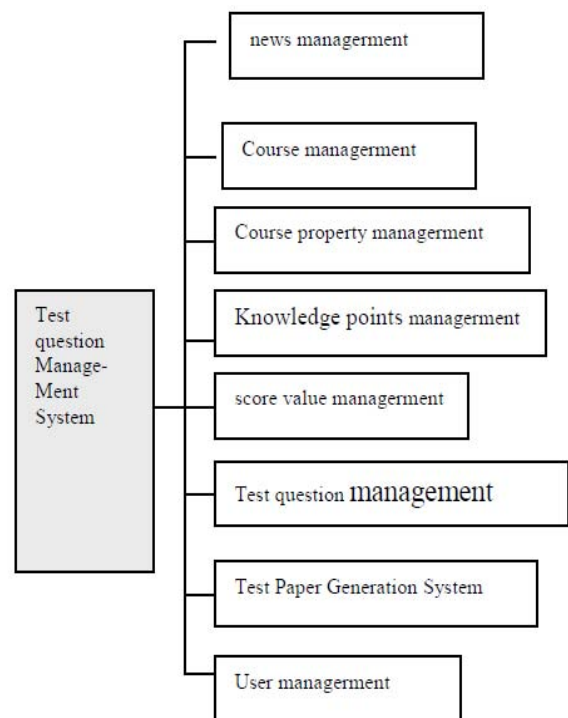 news managerment
Course managerment
Course property managerment
Test
question
Manage-
Ment
System
Knowledge points managerment
score value managerment
Test question management
Test Paper Generation System
User management